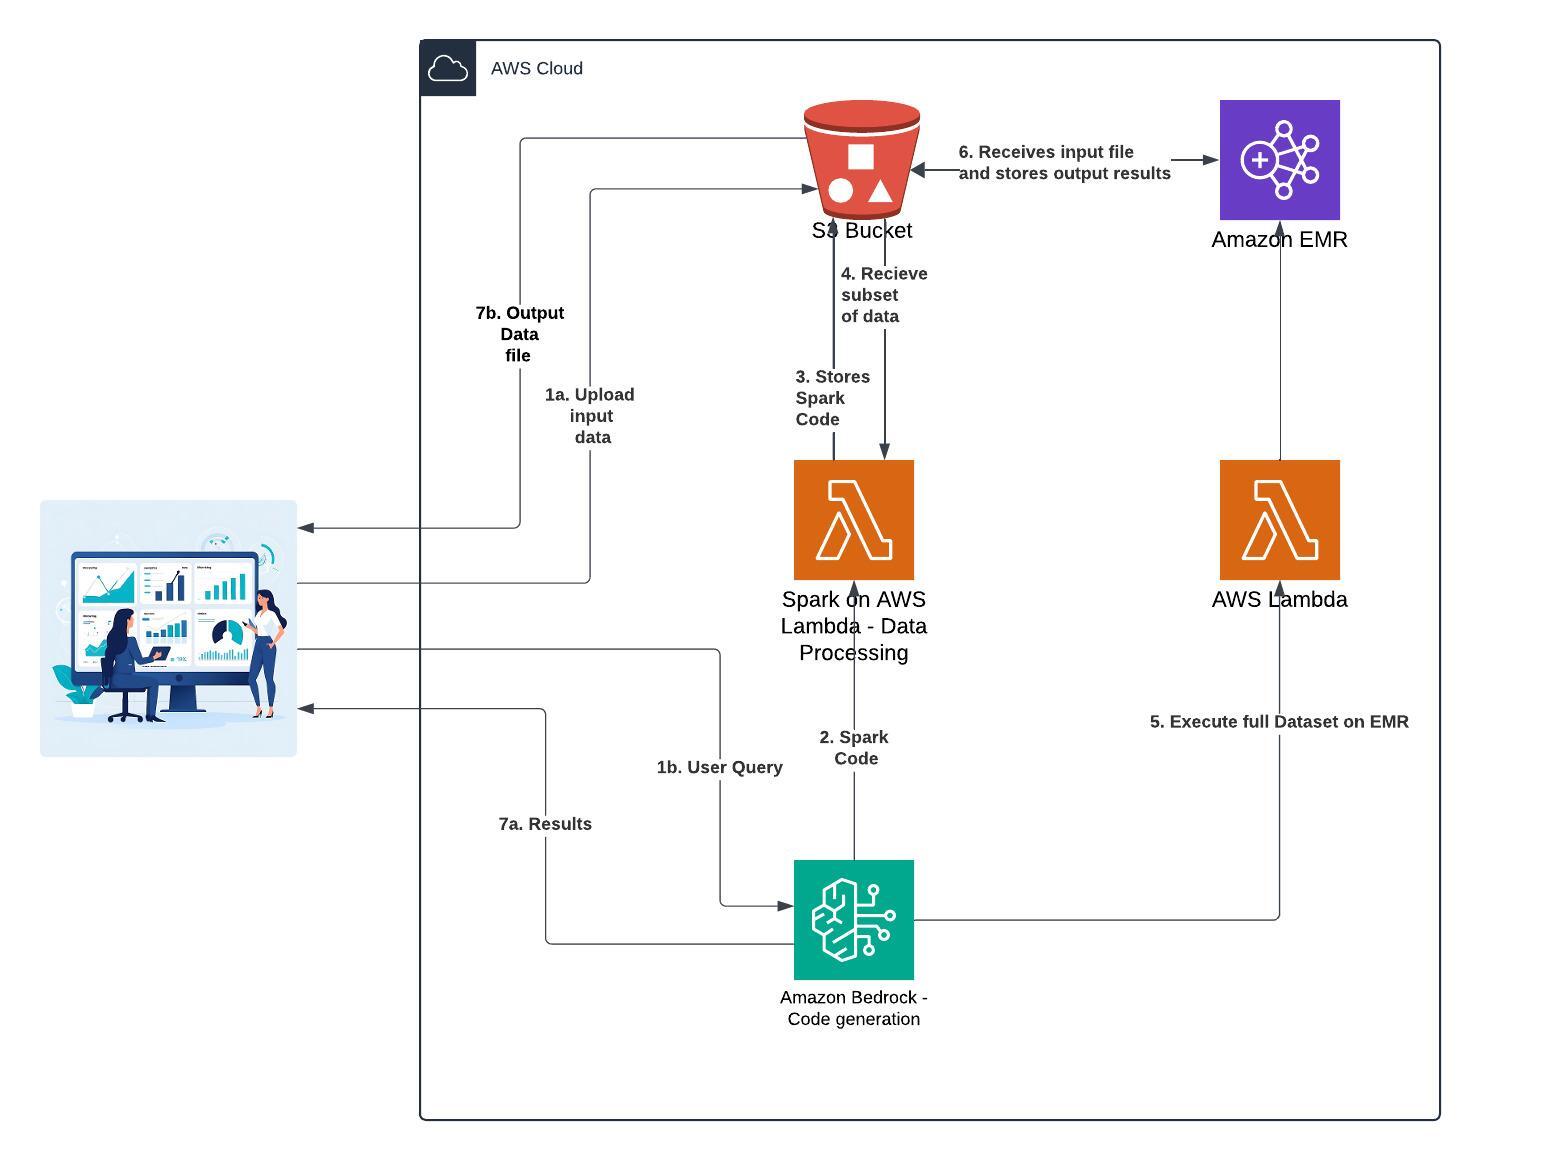 AWS Cloud
6. Receives input file
and stores output results
S3 Bucket
Amazon EMR
4. Recieve
subset
of data
7b. Output
Data
file
3. Stores
Spark
Code
1a. Upload
input
data
Spark on AWS
Lambda - Data
Processing
AWS Lambda
5. Execute full Dataset on EMR
2. Spark
Code
1b. User Query
7a. Results
Amazon Bedrock -
Code generation